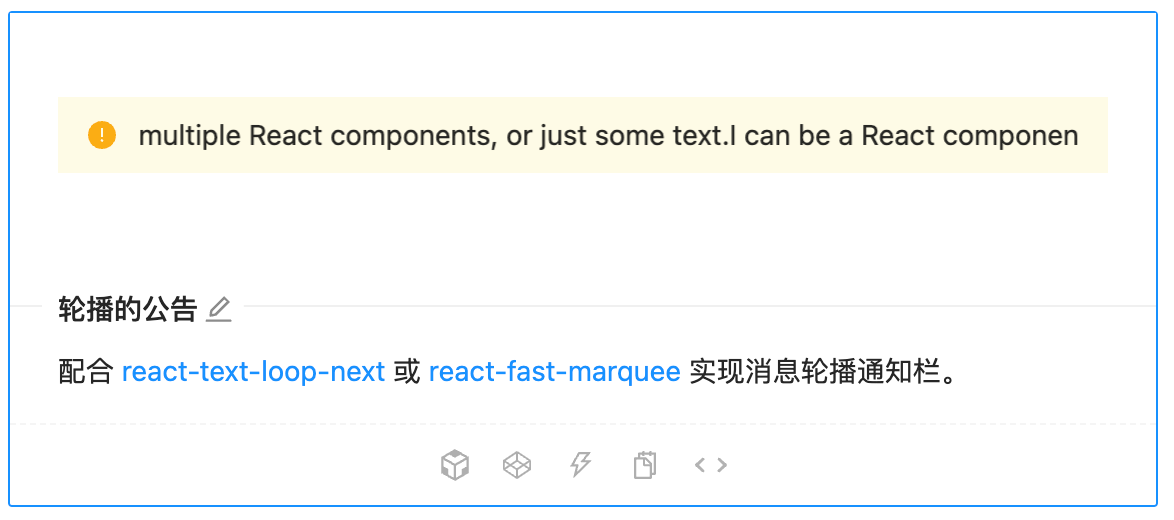 multiple React components, or just some text.I can be a React componen
轮播的公告
配合 react-text-loop-next 或 react-fast-marquee 实现消息轮播通知栏。